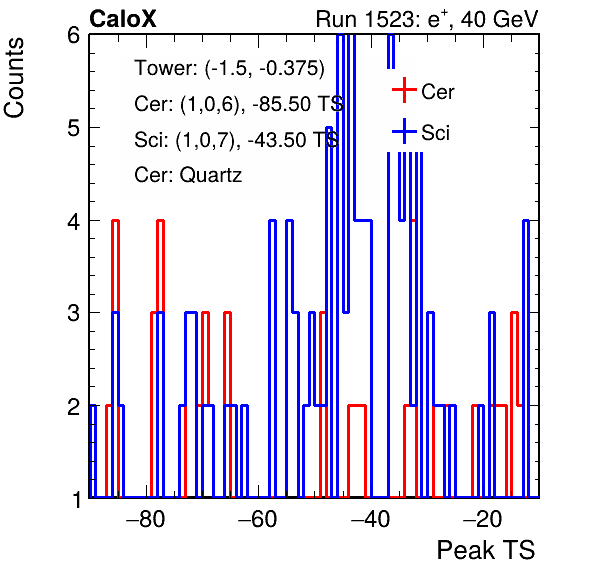 CaloX Run 1523: e⁺, 40 GeV
Counts
6
5
4
3
2
1
Tower: (-1.5, -0.375)
Cer: (1,0,6), -85.50 TS
Sci: (1,0,7), -43.50 TS
Cer: Quartz
Cer
Sci
−80 −60 −40 −20
Peak TS